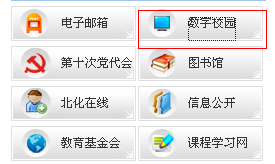 电子邮箱
数字校园
第十次党代会
图书馆
北化在线
信息公开
教育基金会
课程学习网